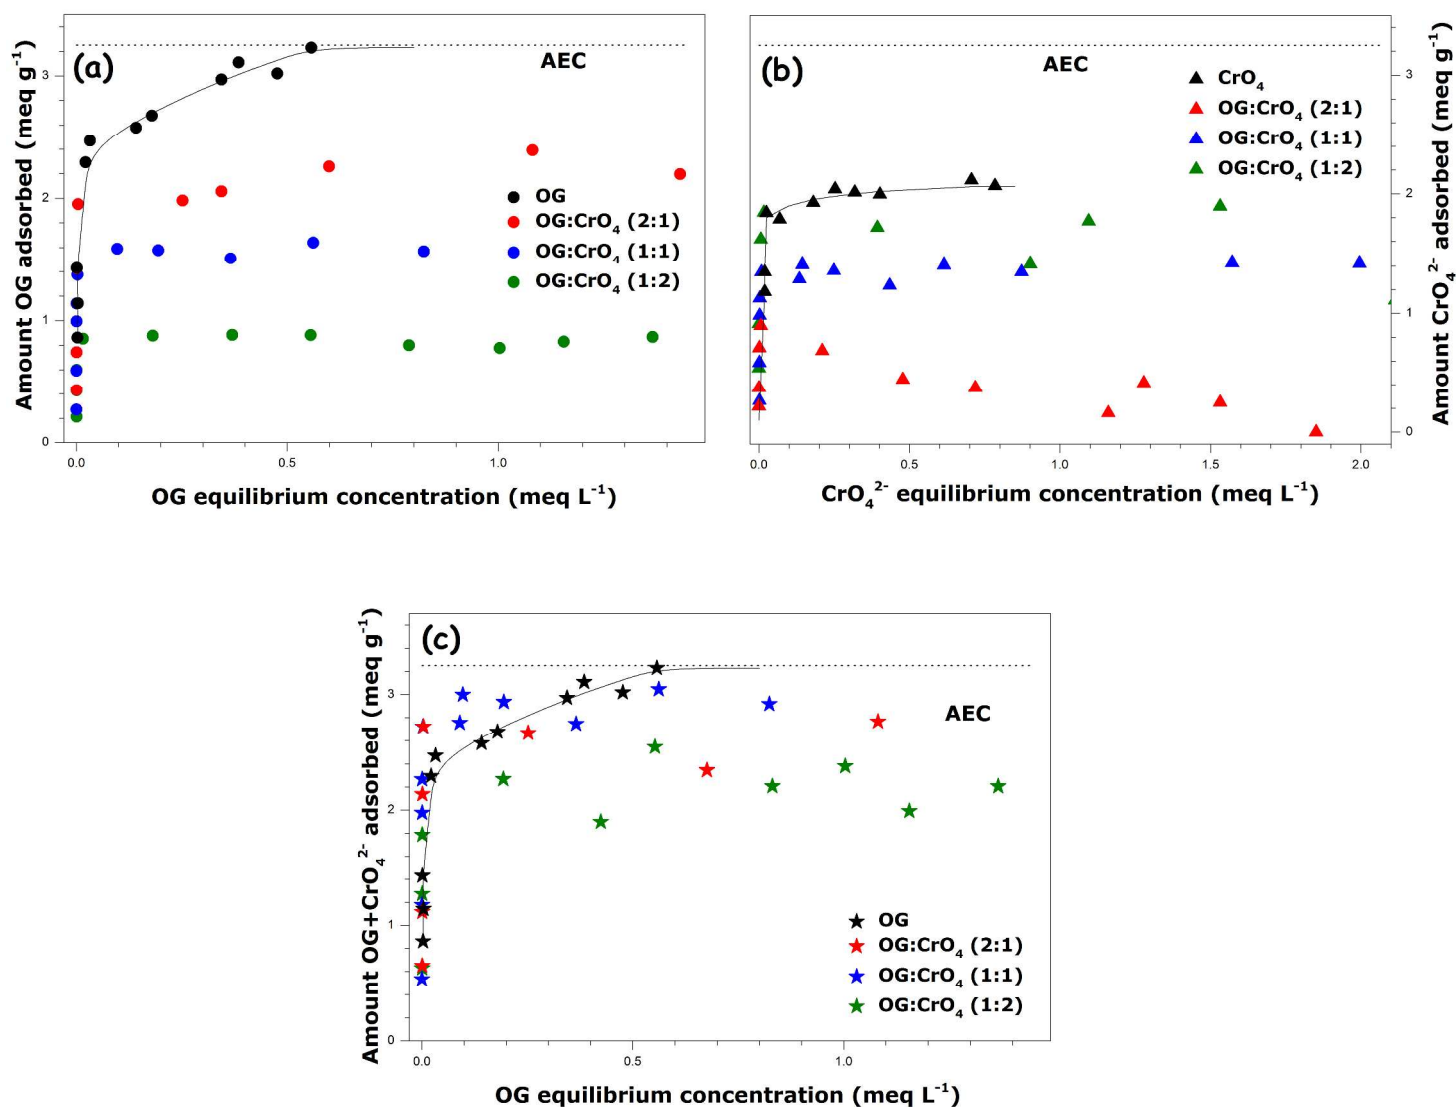 (a)
AEC
OG
OG:CrO₄ (2:1)
OG:CrO₄ (1:1)
OG:CrO₄ (1:2)
Amount OG adsorbed (meq g⁻¹)
3
2
1
0
0.0 0.5 1.0
OG equilibrium concentration (meq L⁻¹)
(b)
AEC
CrO₄
OG:CrO₄ (2:1)
OG:CrO₄ (1:1)
OG:CrO₄ (1:2)
Amount CrO₄²⁻ adsorbed (meq g⁻¹)
3
2
1
0
0.0 0.5 1.0 1.5 2.0
CrO₄²⁻ equilibrium concentration (meq L⁻¹)
(c)
AEC
OG
OG:CrO₄ (2:1)
OG:CrO₄ (1:1)
OG:CrO₄ (1:2)
Amount OG+CrO₄²⁻ adsorbed (meq g⁻¹)
3
2
1
0
0.0 0.5 1.0
OG equilibrium concentration (meq L⁻¹)